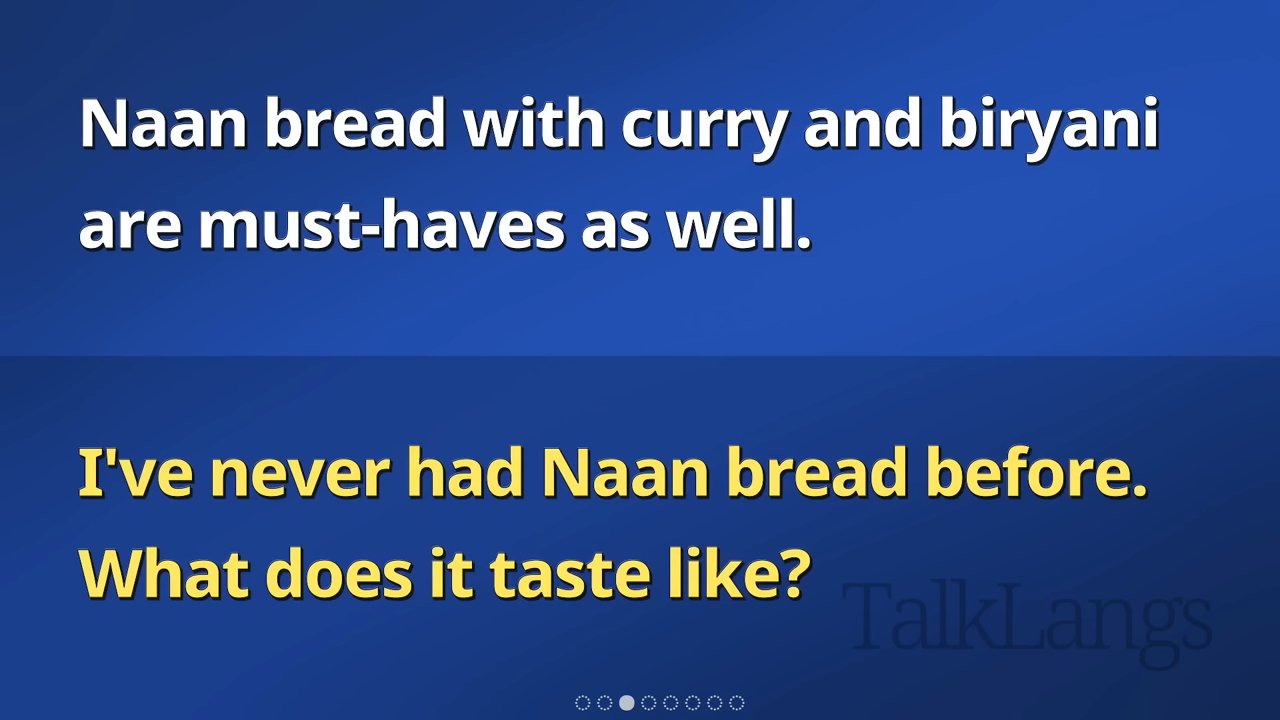 Naan bread with curry and biryani
are must-haves as well.
I've never had Naan bread before.
What does it taste like?
TalkLangs